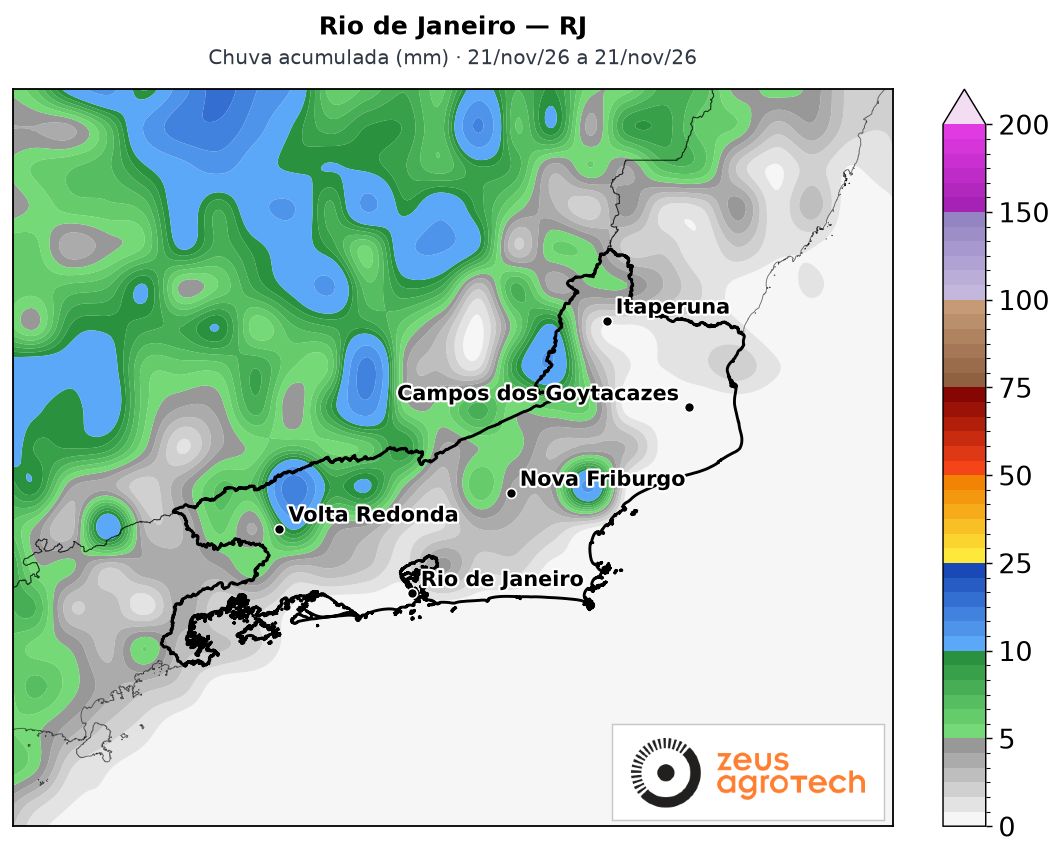 Rio de Janeiro — RJ
Chuva acumulada (mm) · 21/nov/26 a 21/nov/26
200
150
100
75
50
25
10
5
0
Itaperuna
Campos dos Goytacazes
Nova Friburgo
Volta Redonda
Rio de Janeiro
zeus
agrotech